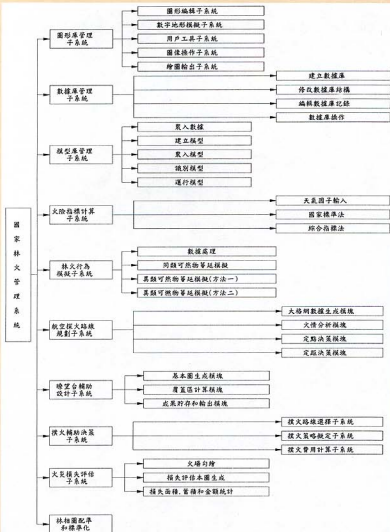 國家林火管理系統
圖形庫管理
子系統
圖形編輯子系統
數字地形模擬子系統
用戶工具子系統
圖像操作子系統
繪圖輸出子系統
數據庫管理
子系統
建立數據庫
修改數據庫結構
編輯數據庫記錄
數據庫操作
模型庫管理
子系統
裝入數據
建立模型
裝入模型
識別模型
運行模型
火險指標計算
子系統
天氣因子輸入
國家標準法
綜合指標法
林火行為
模擬子系統
數據處理
同類可燃物蔓延模擬
異類可燃物蔓延模擬(方法一)
異類可燃物蔓延模擬(方法二)
航空探火路線
規劃子系統
火格網數據生成模塊
火情分析模塊
定點決策模塊
定距決策模塊
瞭望台輔助
設計子系統
基本圖生成模塊
覆蓋區計算模塊
成果貯存和輸出模塊
撲火輔助決策
子系統
撲火路線選擇子系統
撲火策略擬定子系統
撲火費用計算子系統
火災損失評估
子系統
火場勾繪
損失評估本圖生成
損失面積、蓄積和金額統計
林相圖配準
和標準化